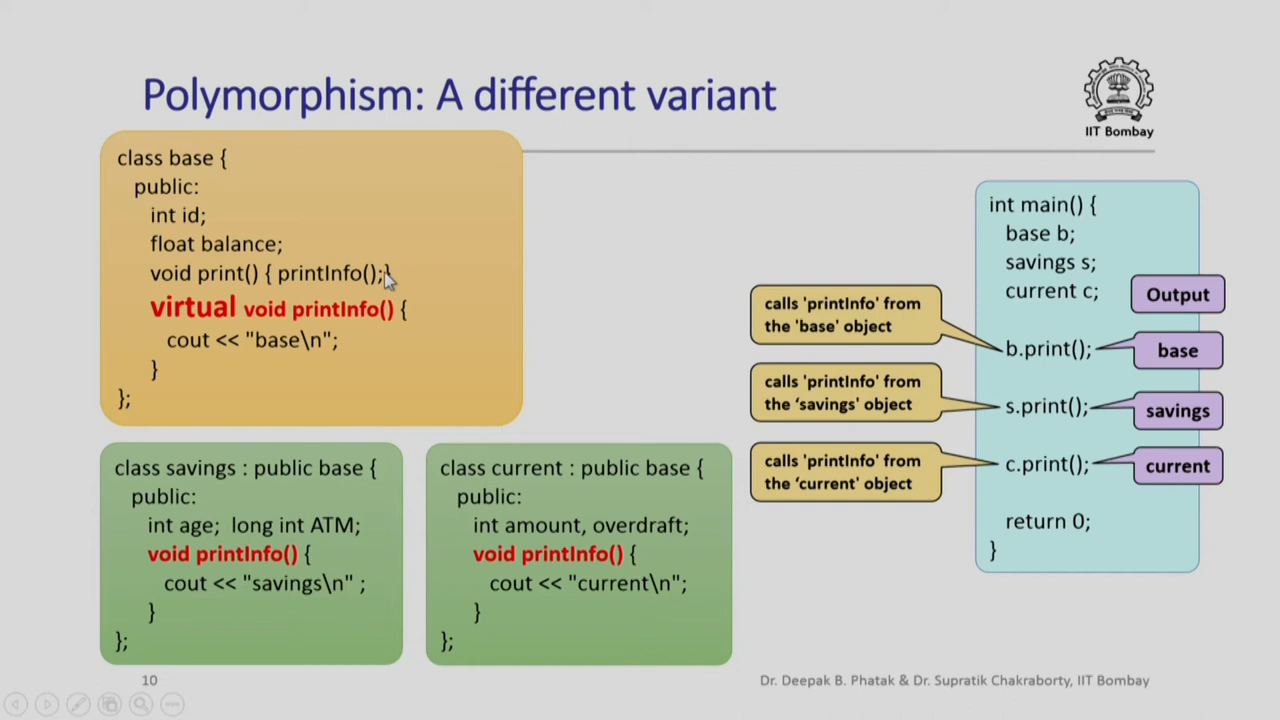 Polymorphism: A different variant
IIT Bombay
class base {
public:
int id;
float balance;
void print() { printInfo();}
virtual void printInfo() {
cout << "base\n";
}
};
class savings : public base {
public:
int age;  long int ATM;
void printInfo() {
cout << "savings\n" ;
}
};
class current : public base {
public:
int amount, overdraft;
void printInfo() {
cout << "current\n";
}
};
calls 'printInfo' from
the 'base' object
calls 'printInfo' from
the ‘savings' object
calls 'printInfo' from
the ‘current' object
int main() {
base b;
savings s;
current c;
b.print();
s.print();
c.print();
return 0;
}
Output
base
savings
current
10
Dr. Deepak B. Phatak & Dr. Supratik Chakraborty, IIT Bombay